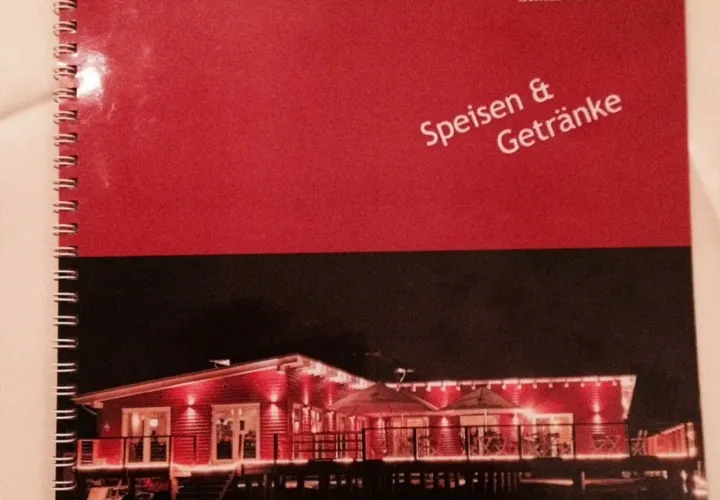 Speisen &
Getränke